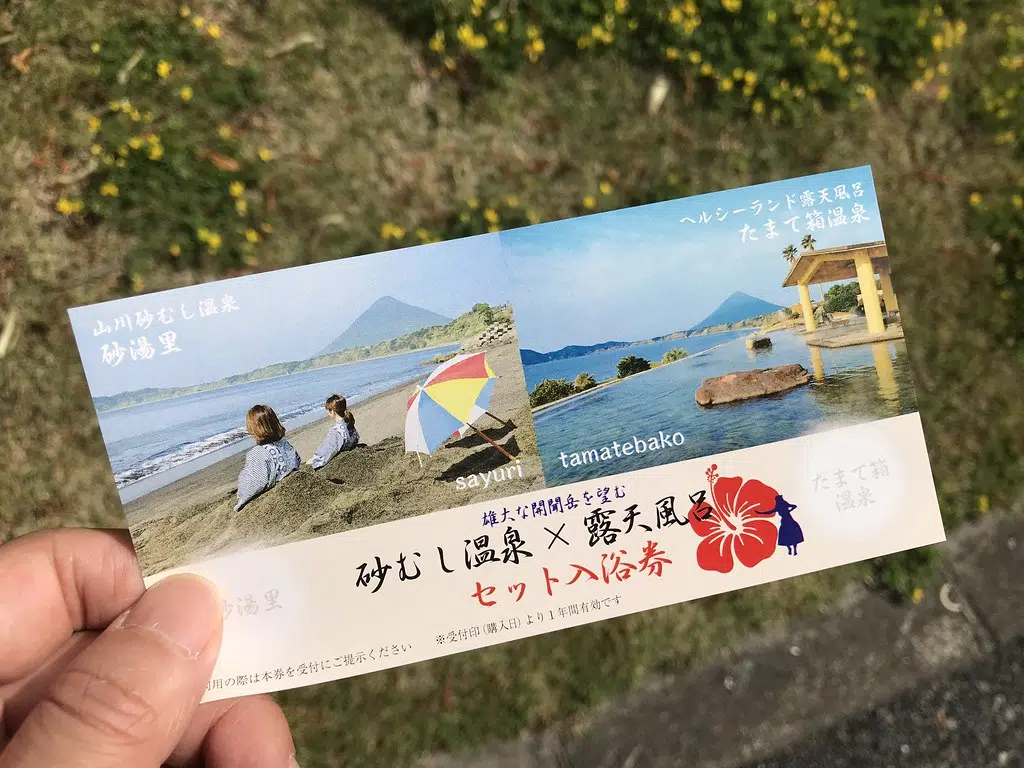 山川砂むし温泉
砂湯里
sayuri
ヘルシーランド露天風呂
たまて箱温泉
tamatebako
雄大な開聞岳を望む
砂むし温泉×露天風呂
セット入浴券
たまて箱
温泉
砂湯里
用の際は本券を受付にご提示ください
※受付印(購入日)より1年間有効です